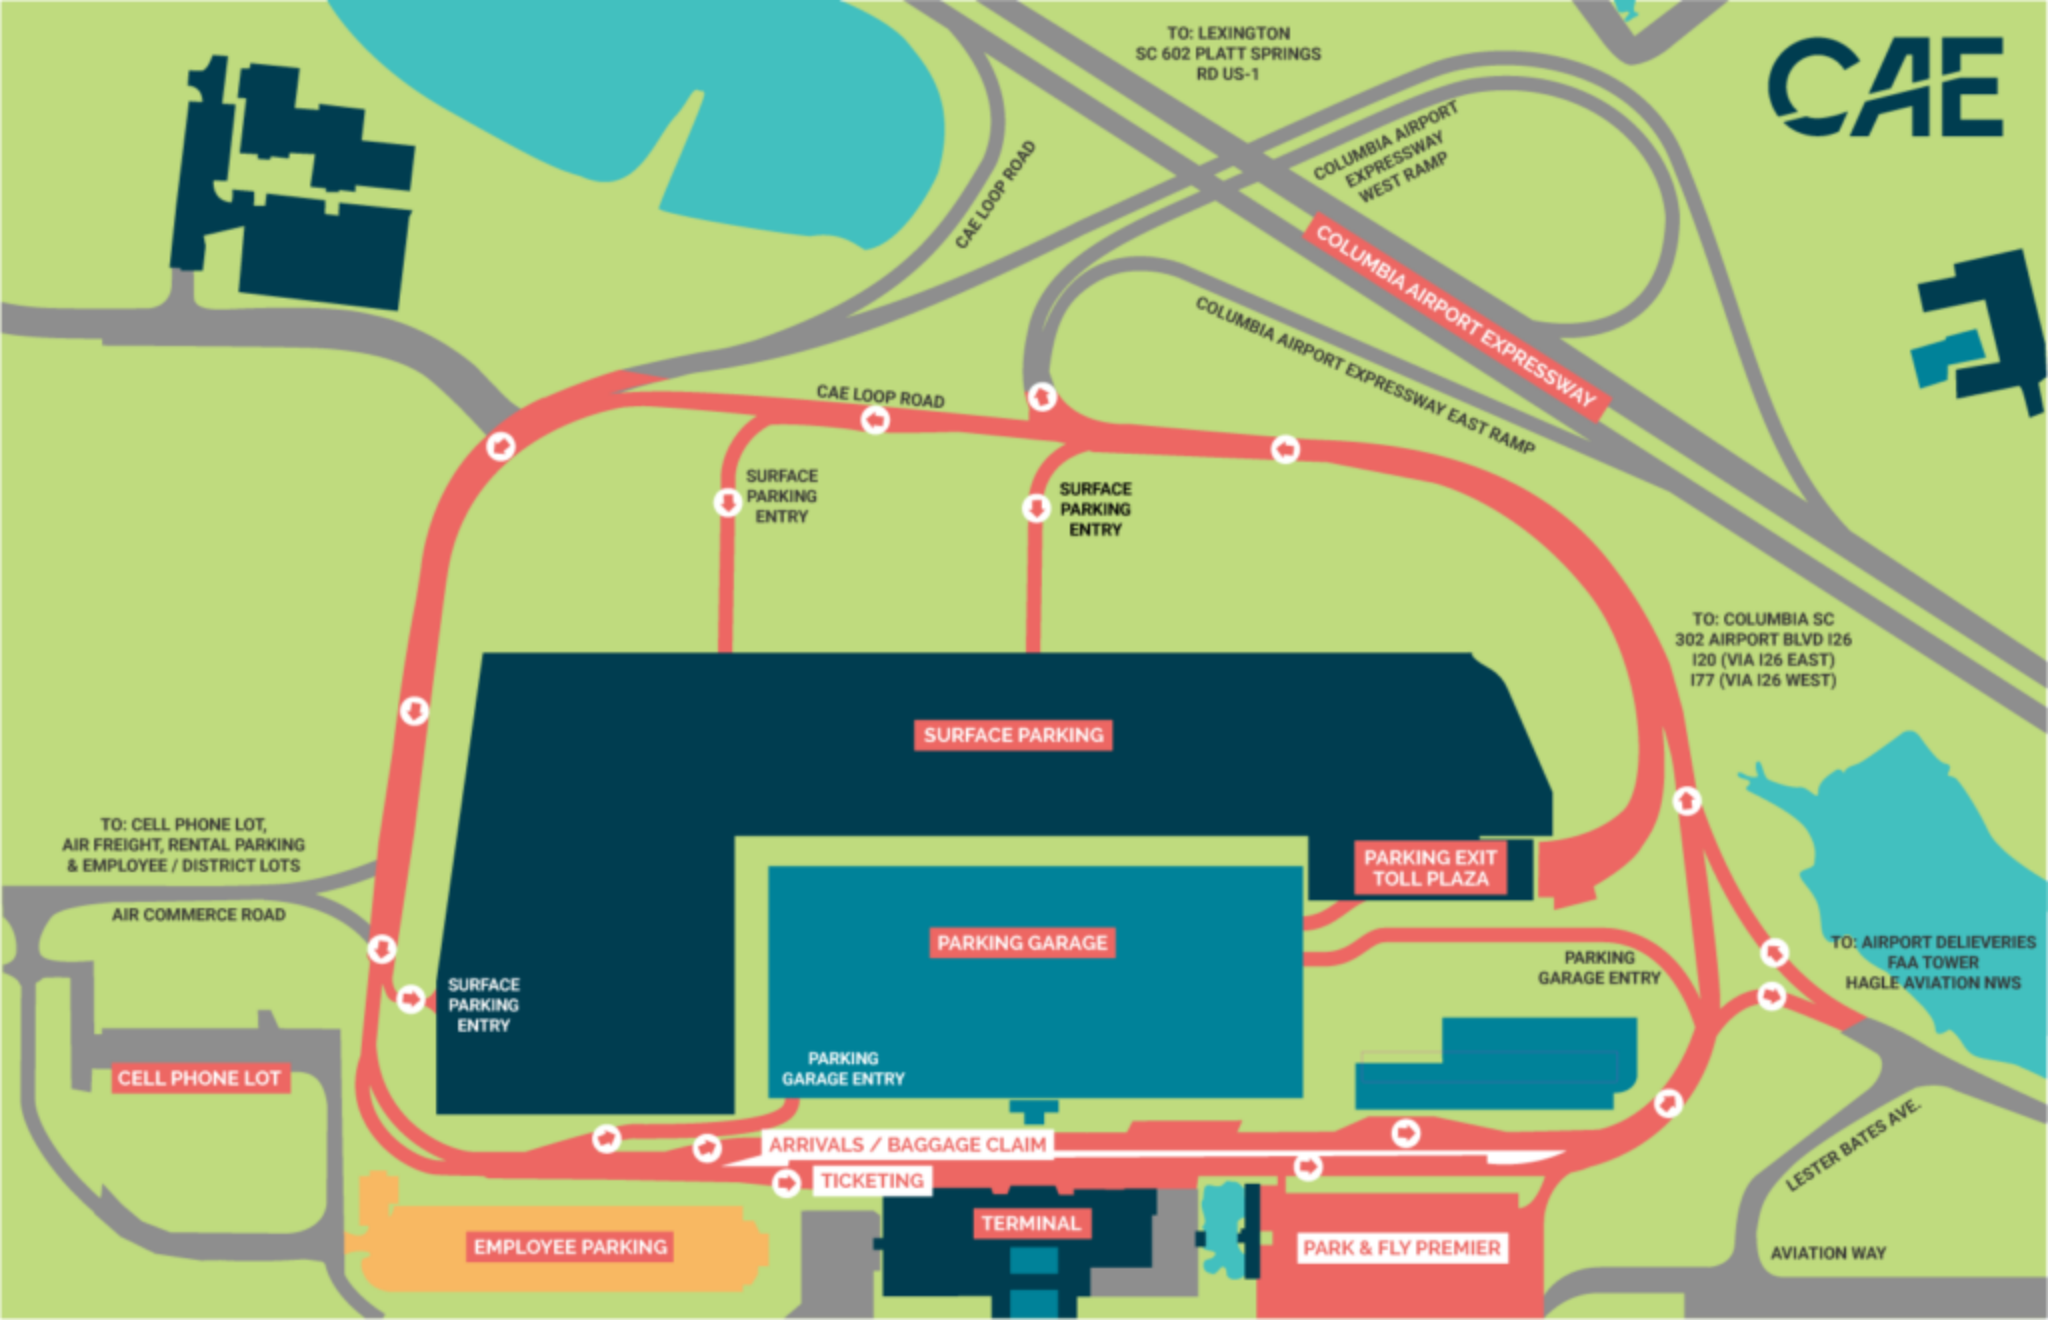 TO: LEXINGTON
SC 602 PLATT SPRINGS
RD US-1
CAE
COLUMBIA AIRPORT
EXPRESSWAY
WEST RAMP
CAE LOOP ROAD
COLUMBIA AIRPORT EXPRESSWAY
COLUMBIA AIRPORT EXPRESSWAY EAST RAMP
CAE LOOP ROAD
SURFACE
PARKING
ENTRY
SURFACE
PARKING
ENTRY
TO: COLUMBIA SC
302 AIRPORT BLVD I26
I20 (VIA I26 EAST)
I77 (VIA I26 WEST)
SURFACE PARKING
TO: CELL PHONE LOT,
AIR FREIGHT, RENTAL PARKING
& EMPLOYEE / DISTRICT LOTS
AIR COMMERCE ROAD
PARKING EXIT
TOLL PLAZA
PARKING GARAGE
PARKING
GARAGE ENTRY
TO: AIRPORT DELIEVERIES
FAA TOWER
HAGLE AVIATION NWS
SURFACE
PARKING
ENTRY
CELL PHONE LOT
PARKING
GARAGE ENTRY
ARRIVALS / BAGGAGE CLAIM
TICKETING
LESTER BATES AVE.
TERMINAL
EMPLOYEE PARKING
PARK & FLY PREMIER
AVIATION WAY